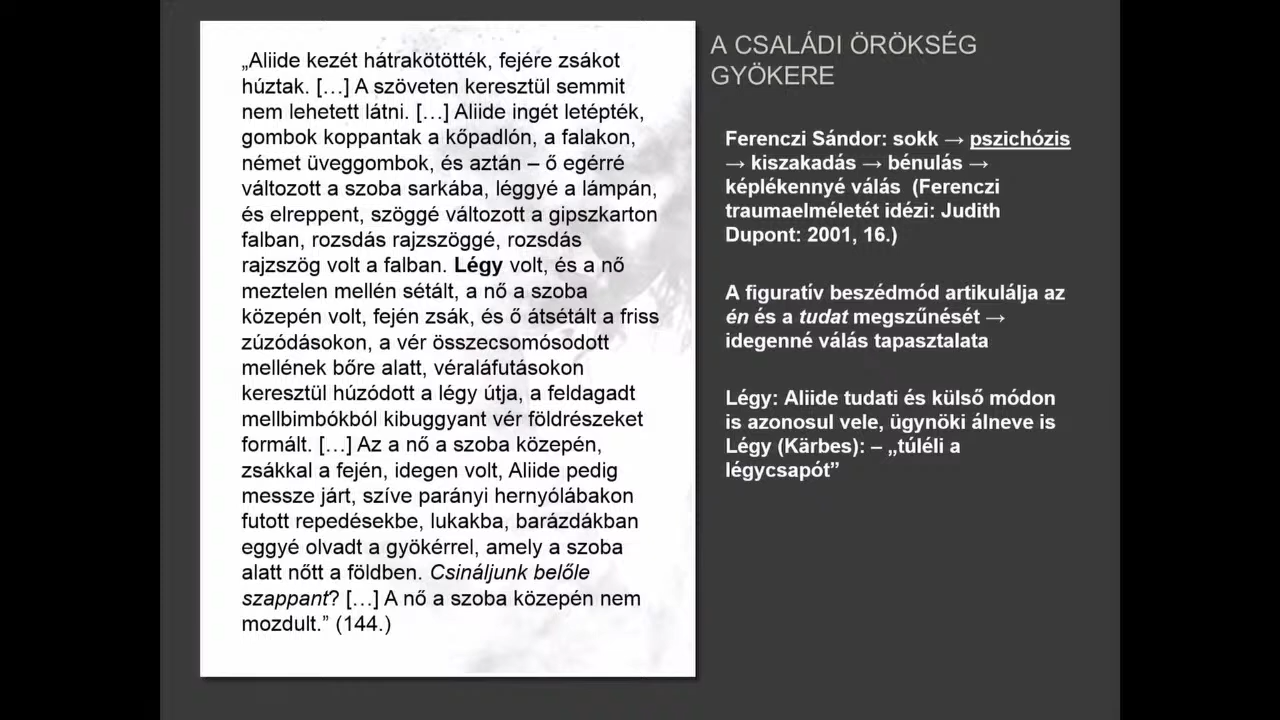 „Aliide kezét hátrakötötték, fejére zsákot
húztak. […] A szöveten keresztül semmit
nem lehetett látni. […] Aliide ingét letépték,
gombok koppantak a kőpadlón, a falakon,
német üveggombok, és aztán – ő egérré
változott a szoba sarkába, léggyé a lámpán,
és elreppent, szöggé változott a gipszkarton
falban, rozsdás rajzszöggé, rozsdás
rajzszög volt a falban. Légy volt, és a nő
meztelen mellén sétált, a nő a szoba
közepén volt, fején zsák, és ő átsétált a friss
zúzódásokon, a vér összecsomósodott
mellének bőre alatt, véraláfutásokon
keresztül húzódott a légy útja, a feldagadt
mellbimbókból kibuggyant vér földrészeket
formált. […] Az a nő a szoba közepén,
zsákkal a fején, idegen volt, Aliide pedig
messze járt, szíve parányi hernyólábakon
futott repedésekbe, lukakba, barázdákban
eggyé olvadt a gyökérrel, amely a szoba
alatt nőtt a földben. Csináljunk belőle
szappant? […] A nő a szoba közepén nem
mozdult.” (144.)
A CSALÁDI ÖRÖKSÉG
GYÖKERE
Ferenczi Sándor: sokk → pszichózis
→ kiszakadás → bénulás →
képlékennyé válás (Ferenczi
traumaelméletét idézi: Judith
Dupont: 2001, 16.)
A figuratív beszédmód artikulálja az
én és a tudat megszűnését →
idegenné válás tapasztalata
Légy: Aliide tudati és külső módon
is azonosul vele, ügynöki álneve is
Légy (Kärbes): – „túléli a
légycsapót”